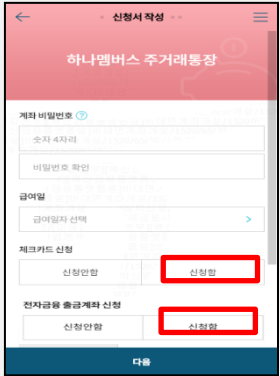 신청서 작성
하나멤버스 주거래통장
계좌 비밀번호 ?
숫자 4자리
비밀번호 확인
급여일
급여일자 선택 >
체크카드 신청
신청안함 신청함
전자금융 출금계좌 신청
신청안함 신청함
다음